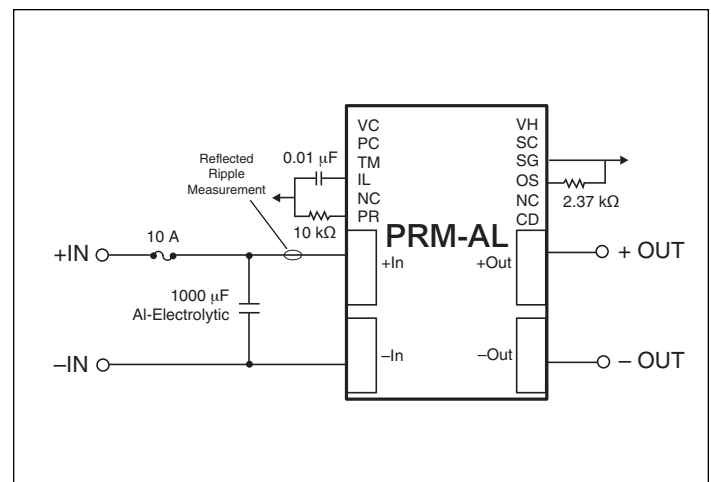 VC
PC
TM
IL
NC
PR
VH
SC
SG
OS
NC
CD
0.01 μF
10 kΩ
2.37 kΩ
Reflected
Ripple
Measurement
PRM-AL
10 A
+IN
+In
+Out
+ OUT
1000 μF
Al-Electrolytic
–IN
–In
–Out
– OUT